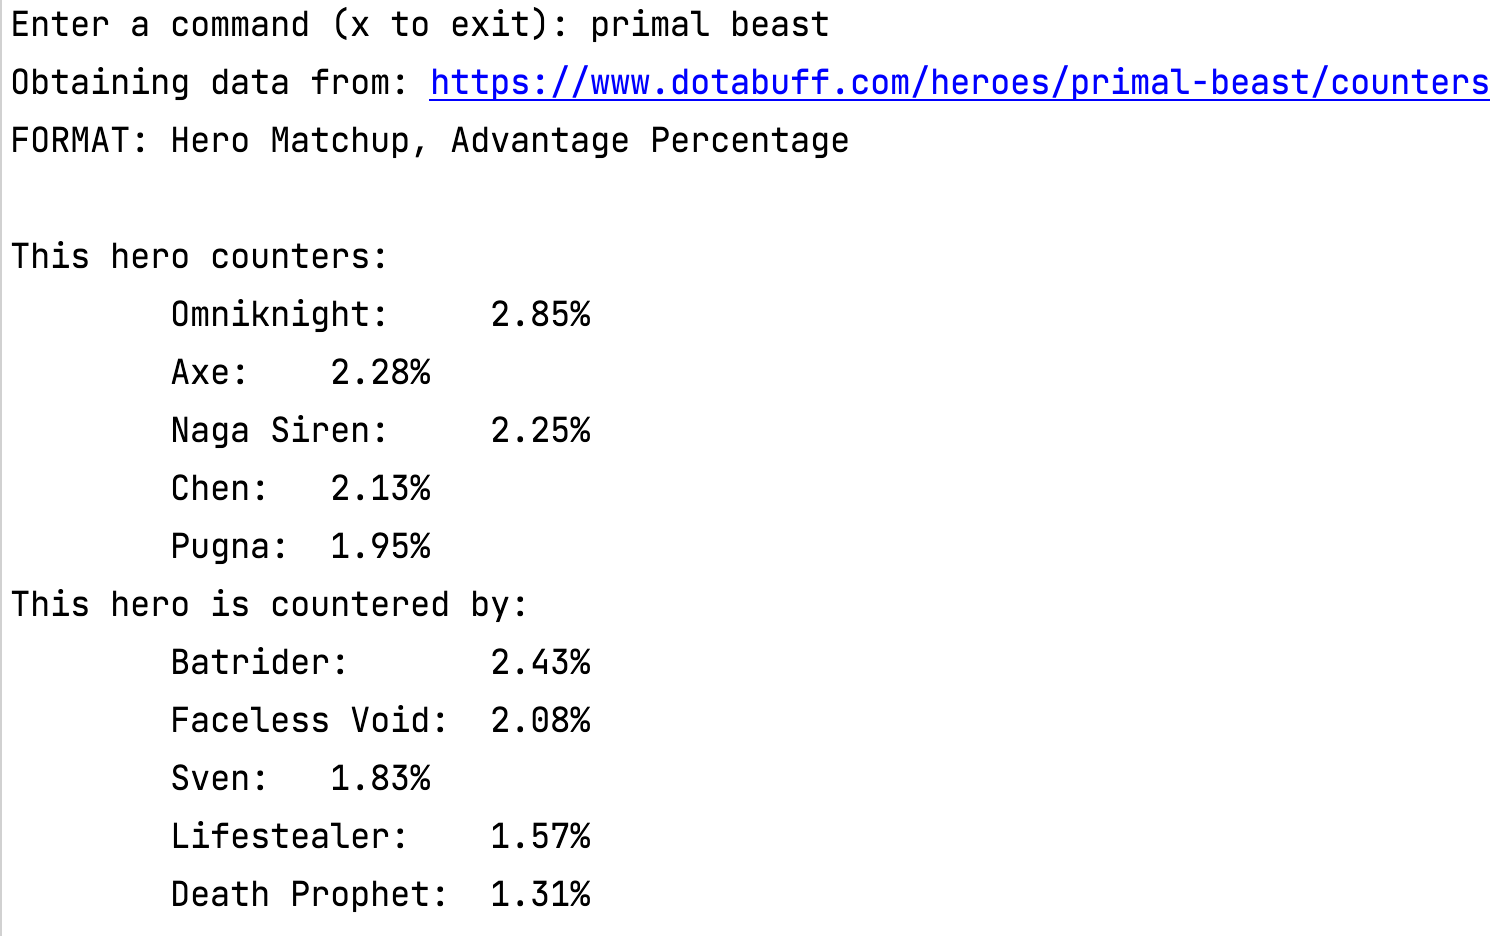 Enter a command (x to exit): primal beast
Obtaining data from: https://www.dotabuff.com/heroes/primal-beast/counters
FORMAT: Hero Matchup, Advantage Percentage
This hero counters:
Omniknight: 2.85%
Axe: 2.28%
Naga Siren: 2.25%
Chen: 2.13%
Pugna: 1.95%
This hero is countered by:
Batrider: 2.43%
Faceless Void: 2.08%
Sven: 1.83%
Lifestealer: 1.57%
Death Prophet: 1.31%